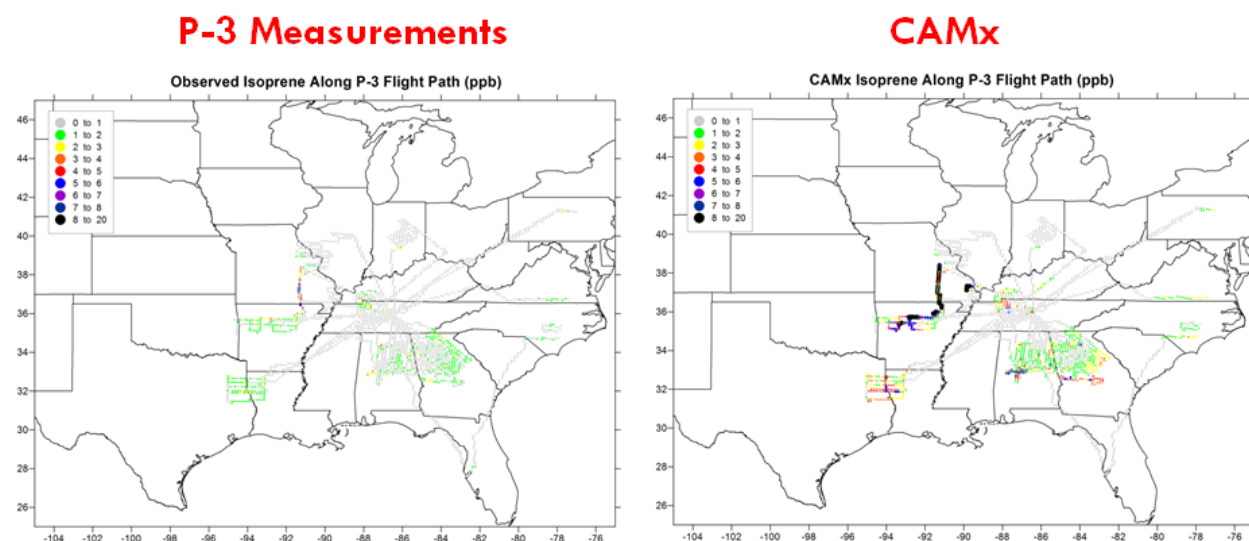 P-3 Measurements
CAMx
Observed Isoprene Along P-3 Flight Path (ppb)
46
44
42
40
38
36
34
32
30
28
26
0 to 1
1 to 2
2 to 3
3 to 4
4 to 5
5 to 6
6 to 7
7 to 8
8 to 20
-104 -102 -100 -98 -96 -94 -92 -90 -88 -86 -84 -82 -80 -78 -76
CAMx Isoprene Along P-3 Flight Path (ppb)
46
44
42
40
38
36
34
32
30
28
26
0 to 1
1 to 2
2 to 3
3 to 4
4 to 5
5 to 6
6 to 7
7 to 8
8 to 20
-104 -102 -100 -98 -96 -94 -92 -90 -88 -86 -84 -82 -80 -78 -76